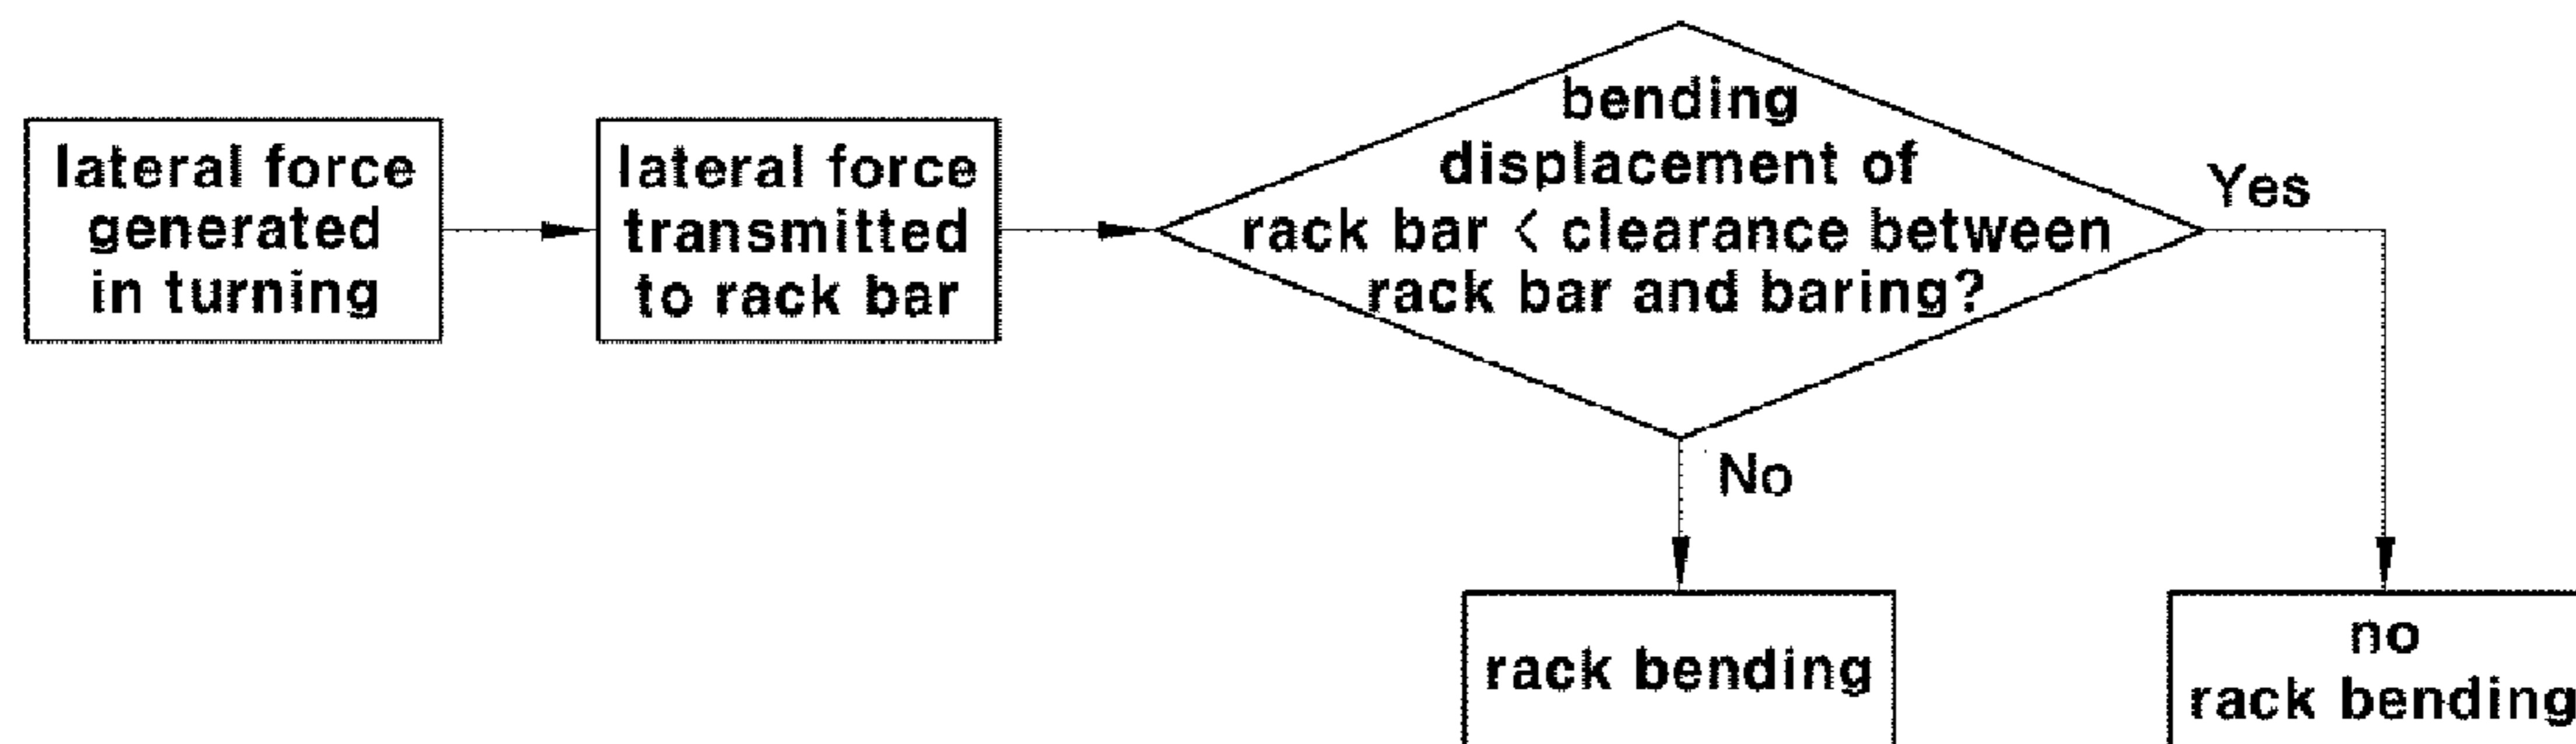 lateral force
generated
in turning
lateral force
transmitted
to rack bar
bending
displacement of
rack bar < clearance between
rack bar and baring?
Yes
No
rack bending
no
rack bending